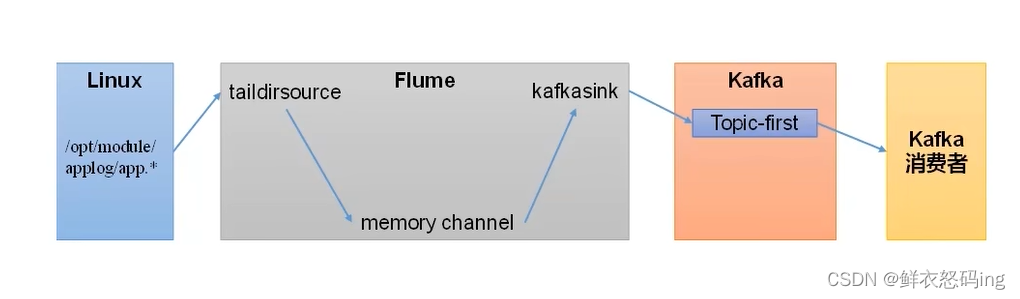 Linux
/opt/module/
applog/app.*
Flume
taildirsource
kafkasink
memory channel
Kafka
Topic-first
Kafka
消费者
CSDN @鲜衣怒码ing